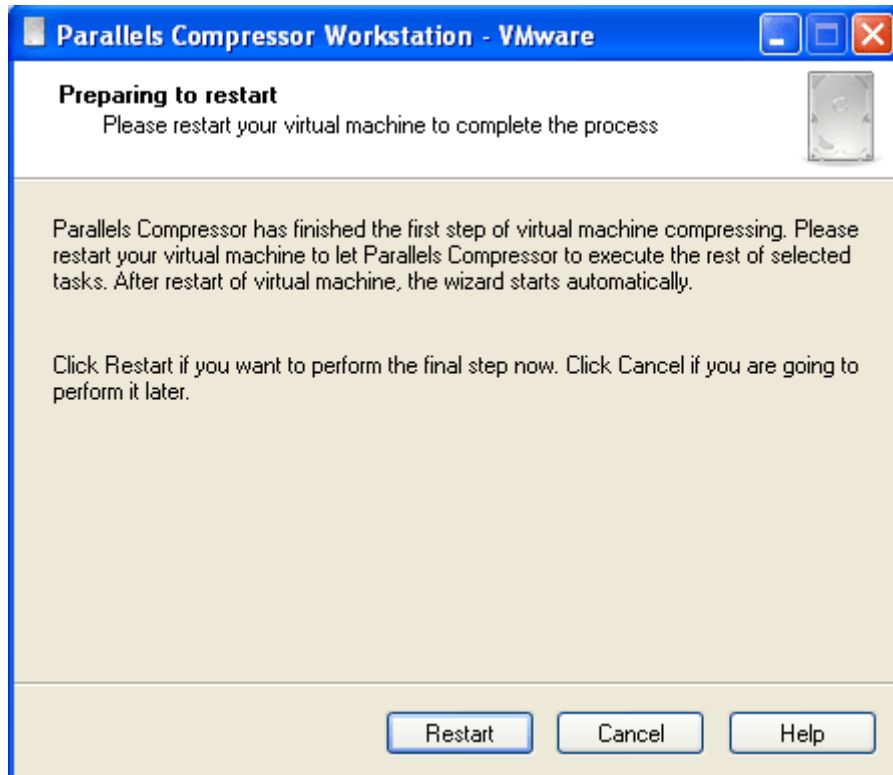 Parallels Compressor Workstation - VMware
Preparing to restart
Please restart your virtual machine to complete the process
Parallels Compressor has finished the first step of virtual machine compressing. Please
restart your virtual machine to let Parallels Compressor to execute the rest of selected
tasks. After restart of virtual machine, the wizard starts automatically.
Click Restart if you want to perform the final step now. Click Cancel if you are going to
perform it later.
Restart
Cancel
Help